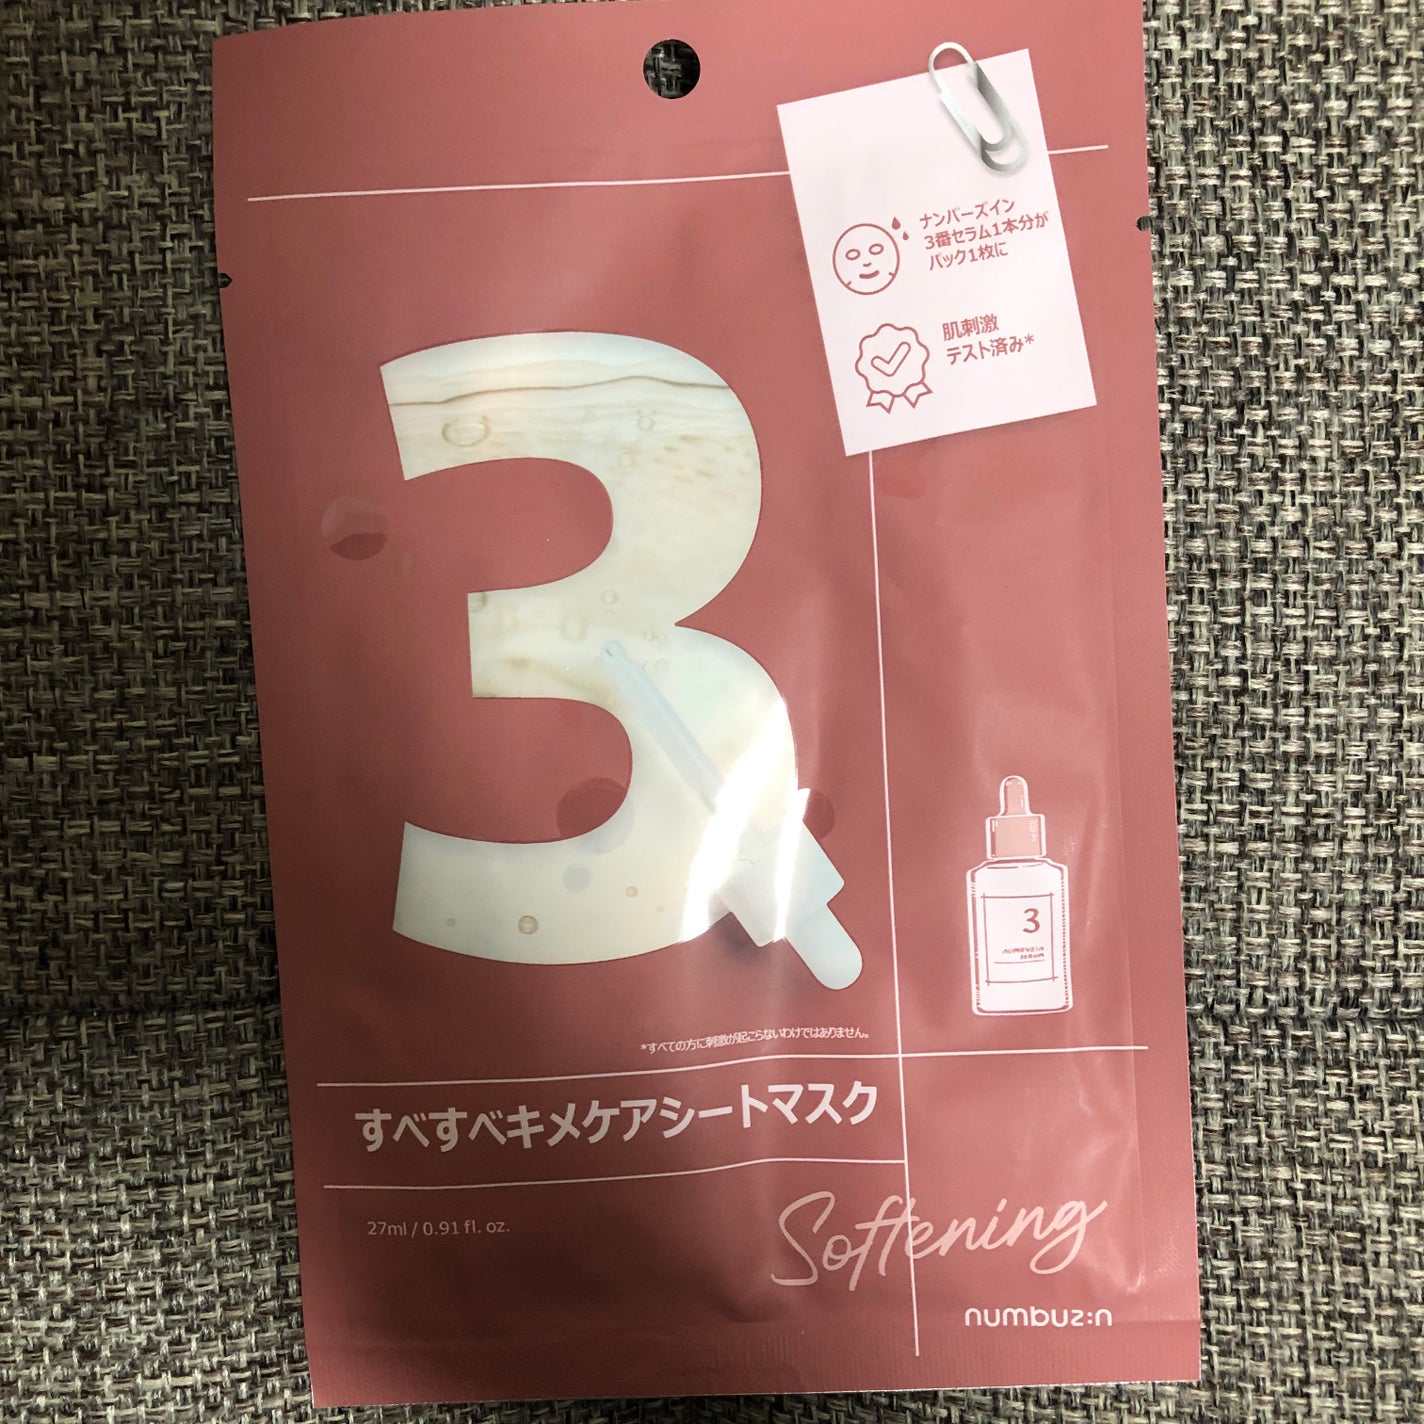 ナンバーズイン
3番セラム1本分が
パック1枚に
肌刺激
テスト済み*
3
3
numbuz:n
SERUM
*すべての方に刺激が起こらないわけではありません。
すべすべキメケアシートマスク
27ml / 0.91 fl. oz.
Softening
numbuz:n